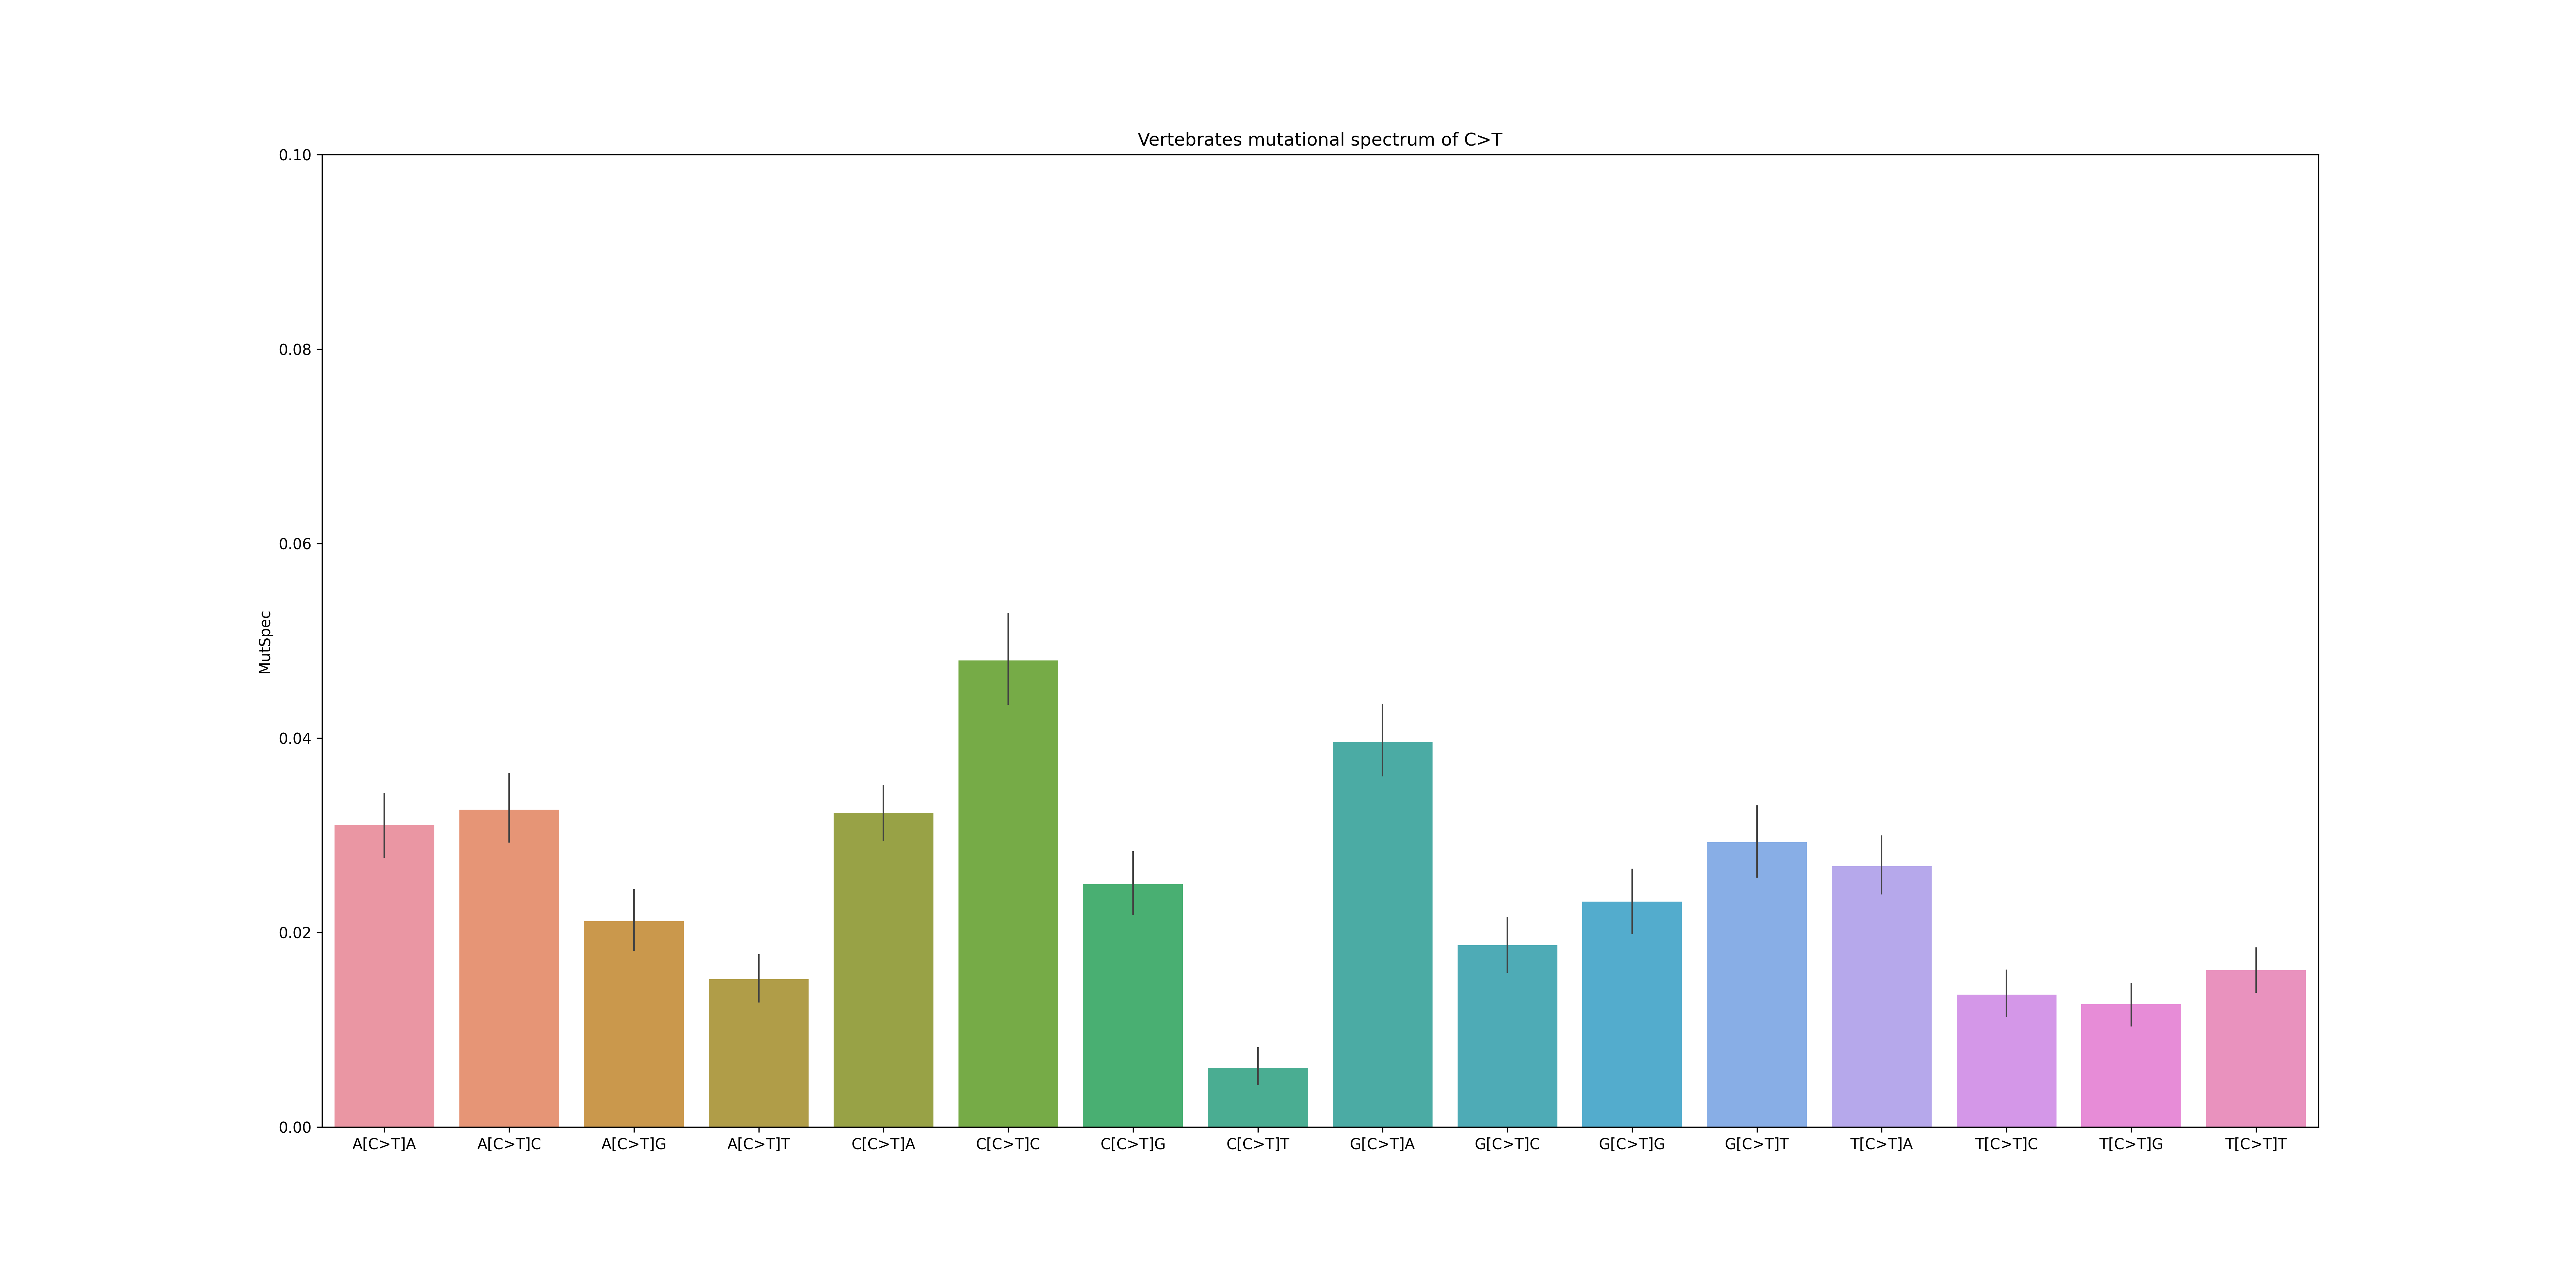 Vertebrates mutational spectrum of C>T
0.10
0.08
0.06
0.04
0.02
0.00
MutSpec
A[C>T]A A[C>T]C A[C>T]G A[C>T]T C[C>T]A C[C>T]C C[C>T]G C[C>T]T G[C>T]A G[C>T]C G[C>T]G G[C>T]T T[C>T]A T[C>T]C T[C>T]G T[C>T]T